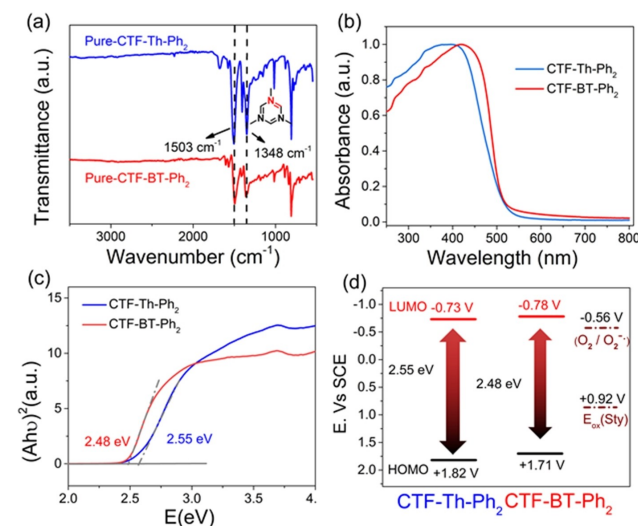 (a)
Pure-CTF-Th-Ph₂
N
N
N
1503 cm⁻¹
1348 cm⁻¹
Pure-CTF-BT-Ph₂
Transmittance (a.u.)
3000
2000
1000
Wavenumber(cm⁻¹)
(b)
CTF-Th-Ph₂
CTF-BT-Ph₂
1.0
0.8
0.6
0.4
0.2
0.0
Absorbance
300
400
500
600
700
800
Wavelength (nm)
(c)
CTF-Th-Ph₂
CTF-BT-Ph₂
15
10
5
0
(Ahυ)²(a.u.)
2.48 eV
2.55 eV
2.0
2.5
3.0
3.5
4.
E(eV)
(d)
-1.0
-0.5
0.0
0.5
1.0
1.5
2.0
E. Vs SCE
LUMO
-0.73 V
-0.78 V
-0.56 V
(O₂ / O₂⁻·)
2.55 eV
2.48 eV
+0.92 V
Eₒₓ(Sty)
HOMO
+1.82 V
+1.71 V
CTF-Th-Ph₂
CTF-BT-Ph₂